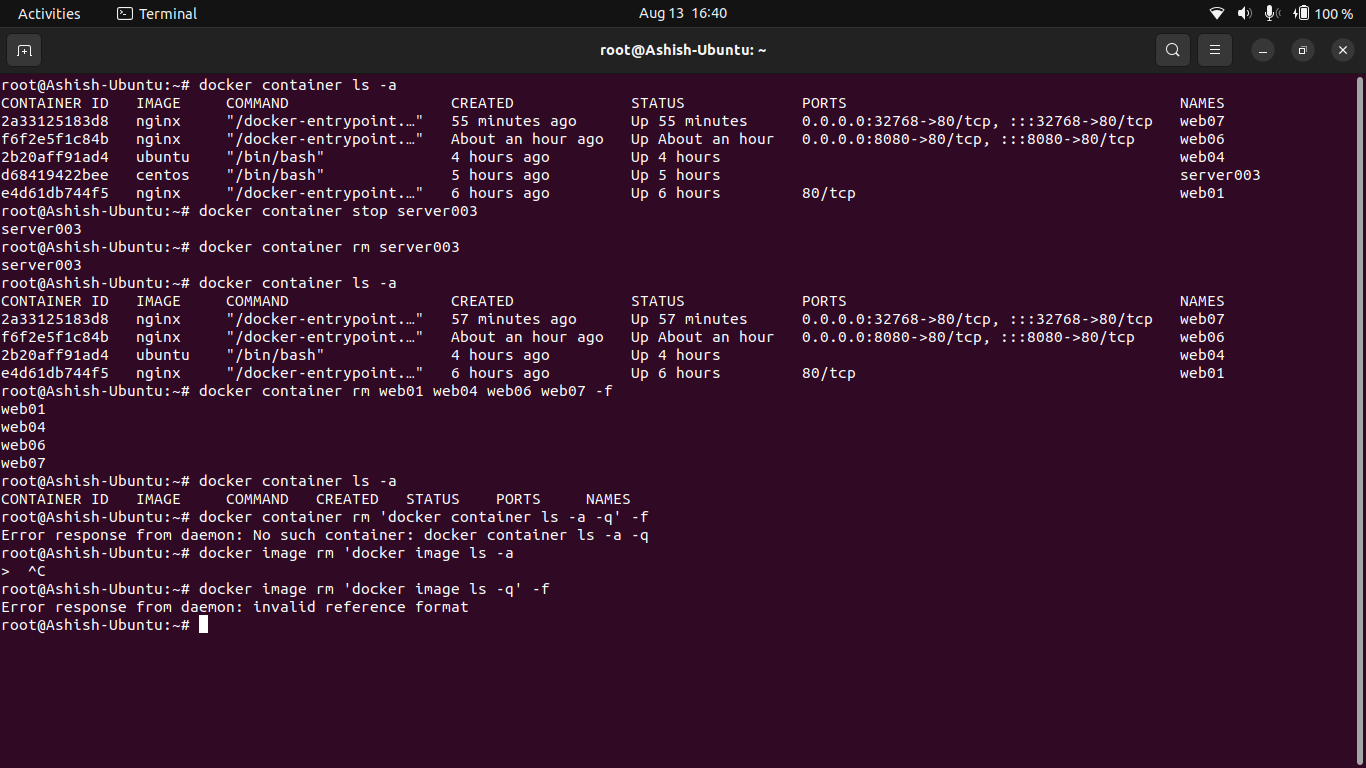 Activities Terminal Aug 13 16:40 100 %
root@Ashish-Ubuntu: ~
root@Ashish-Ubuntu:~# docker container ls -a
CONTAINER ID   IMAGE     COMMAND                  CREATED             STATUS             PORTS                                     NAMES
2a33125183d8   nginx     "/docker-entrypoint.…"   55 minutes ago      Up 55 minutes      0.0.0.0:32768->80/tcp, :::32768->80/tcp   web07
f6f2e5f1c84b   nginx     "/docker-entrypoint.…"   About an hour ago   Up About an hour   0.0.0.0:8080->80/tcp, :::8080->80/tcp     web06
2b20aff91ad4   ubuntu    "/bin/bash"              4 hours ago         Up 4 hours                                                   web04
d68419422bee   centos    "/bin/bash"              5 hours ago         Up 5 hours                                                   server003
e4d61db744f5   nginx     "/docker-entrypoint.…"   6 hours ago         Up 6 hours         80/tcp                                    web01
root@Ashish-Ubuntu:~# docker container stop server003
server003
root@Ashish-Ubuntu:~# docker container rm server003
server003
root@Ashish-Ubuntu:~# docker container ls -a
CONTAINER ID   IMAGE     COMMAND                  CREATED             STATUS             PORTS                                     NAMES
2a33125183d8   nginx     "/docker-entrypoint.…"   57 minutes ago      Up 57 minutes      0.0.0.0:32768->80/tcp, :::32768->80/tcp   web07
f6f2e5f1c84b   nginx     "/docker-entrypoint.…"   About an hour ago   Up About an hour   0.0.0.0:8080->80/tcp, :::8080->80/tcp     web06
2b20aff91ad4   ubuntu    "/bin/bash"              4 hours ago         Up 4 hours                                                   web04
e4d61db744f5   nginx     "/docker-entrypoint.…"   6 hours ago         Up 6 hours         80/tcp                                    web01
root@Ashish-Ubuntu:~# docker container rm web01 web04 web06 web07 -f
web01
web04
web06
web07
root@Ashish-Ubuntu:~# docker container ls -a
CONTAINER ID   IMAGE     COMMAND   CREATED   STATUS    PORTS     NAMES
root@Ashish-Ubuntu:~# docker container rm 'docker container ls -a -q' -f
Error response from daemon: No such container: docker container ls -a -q
root@Ashish-Ubuntu:~# docker image rm 'docker image ls -a
>  ^C
root@Ashish-Ubuntu:~# docker image rm 'docker image ls -q' -f
Error response from daemon: invalid reference format
root@Ashish-Ubuntu:~#